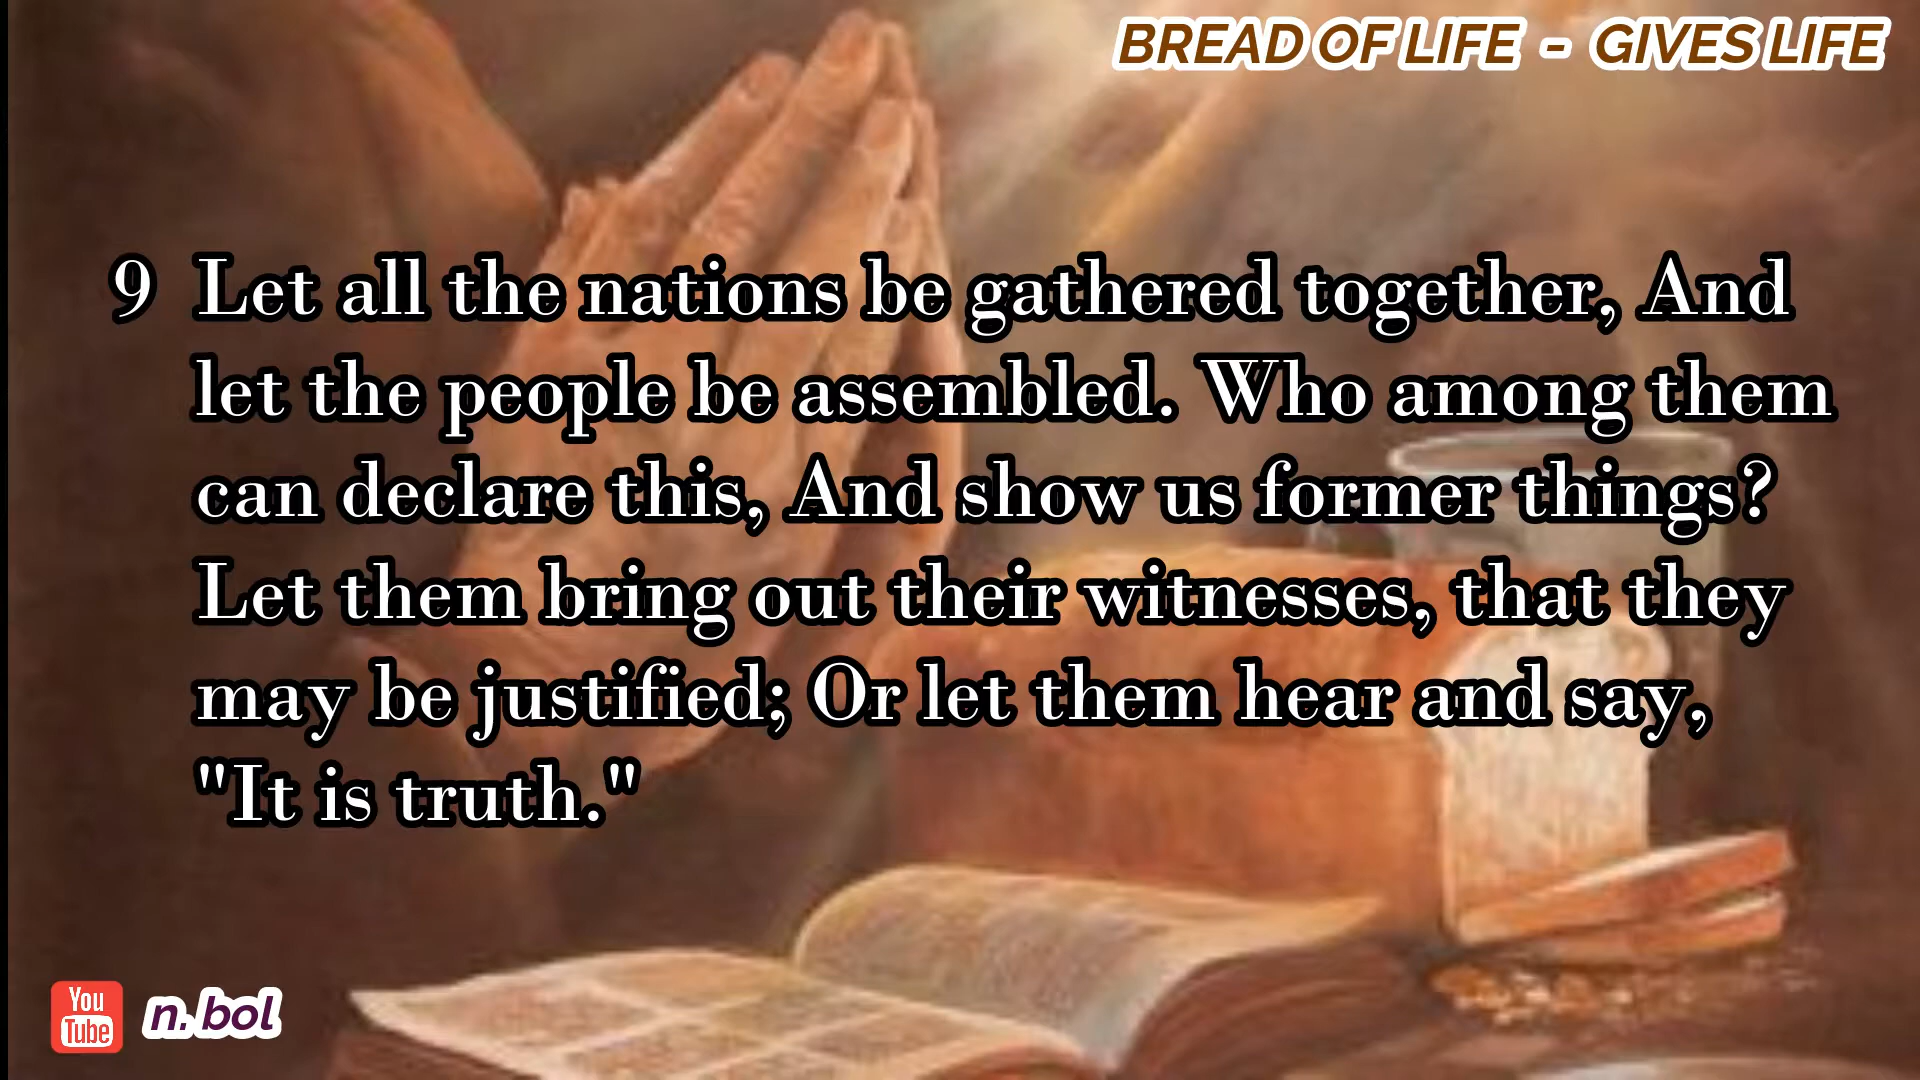 BREAD OF LIFE - GIVES LIFE
9 Let all the nations be gathered together, And
let the people be assembled. Who among them
can declare this, And show us former things?
Let them bring out their witnesses, that they
may be justified; Or let them hear and say,
"It is truth."
You
Tube
n. bol